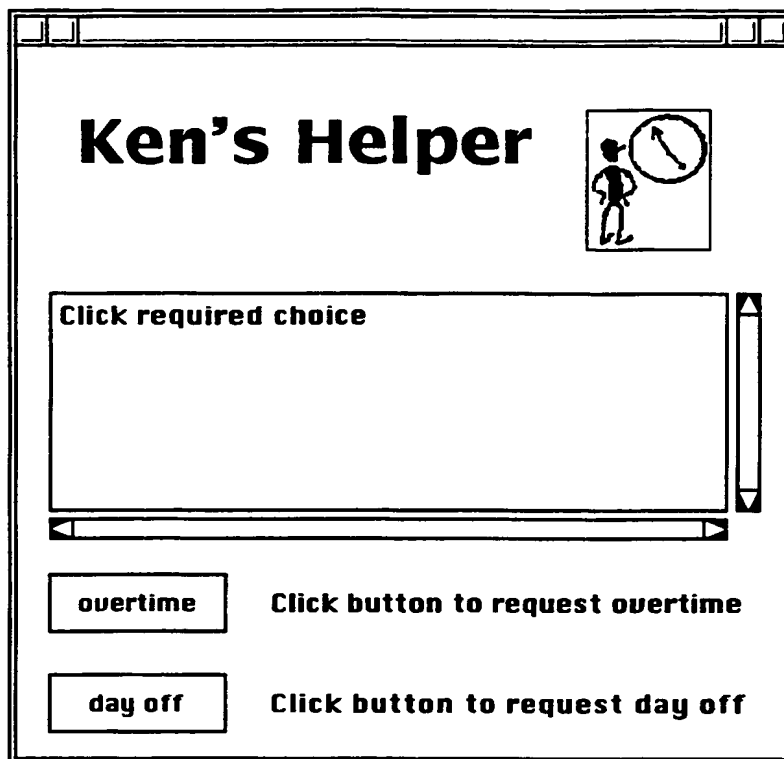 Ken's Helper
Click required choice
overtime Click button to request overtime
day off Click button to request day off